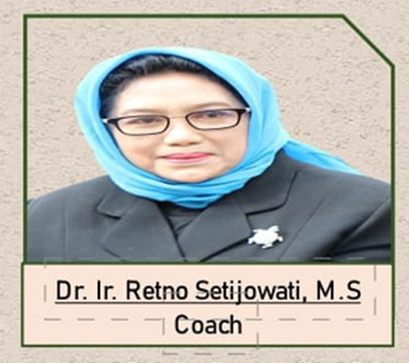 Dr. Ir. Retno Setijowati, M.S
Coach